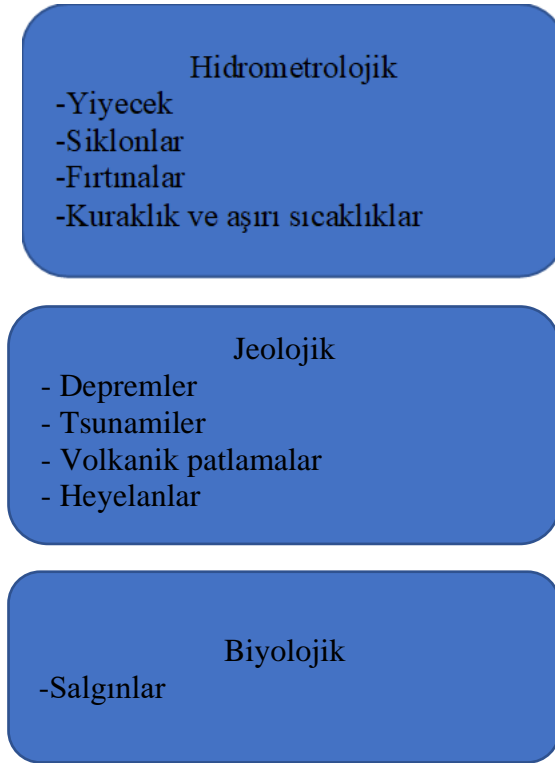 Hidrometrolojik
-Yiyecek
-Siklonlar
-Fırtınalar
-Kuraklık ve aşırı sıcaklıklar
Jeolojik
- Depremler
- Tsunamiler
- Volkanik patlamalar
- Heyelanlar
Biyolojik
-Salgınlar